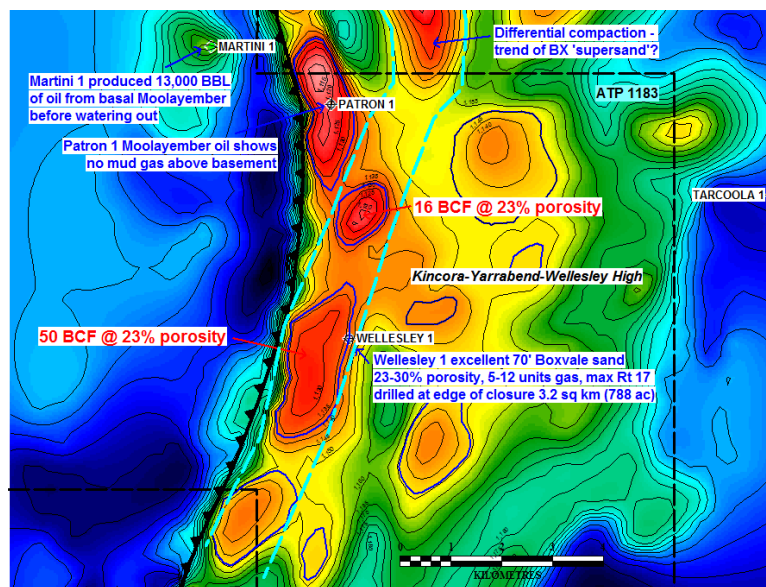 MARTINI 1
Differential compaction -
trend of BX 'supersand'?
Martini 1 produced 13,000 BBL
of oil from basal Moolayember
before watering out
ATP 1183
PATRON 1
Patron 1 Moolayember oil shows
no mud gas above basement
TARCOOLA 1
16 BCF @ 23% porosity
Kincora-Yarrabend-Wellesley High
50 BCF @ 23% porosity
WELLESLEY 1
Wellesley 1 excellent 70' Boxvale sand
23-30% porosity, 5-12 units gas, max Rt 17
drilled at edge of closure 3.2 sq km (788 ac)
0 1 2 3
KILOMETRES